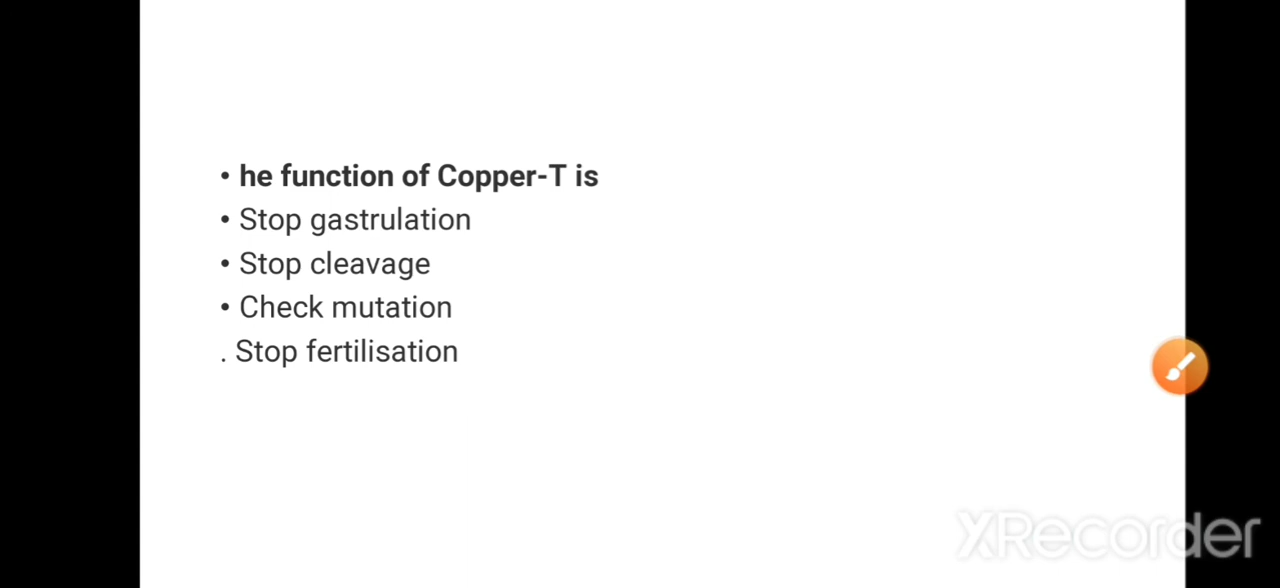 • he function of Copper-T is
• Stop gastrulation
• Stop cleavage
• Check mutation
. Stop fertilisation
XRecorder